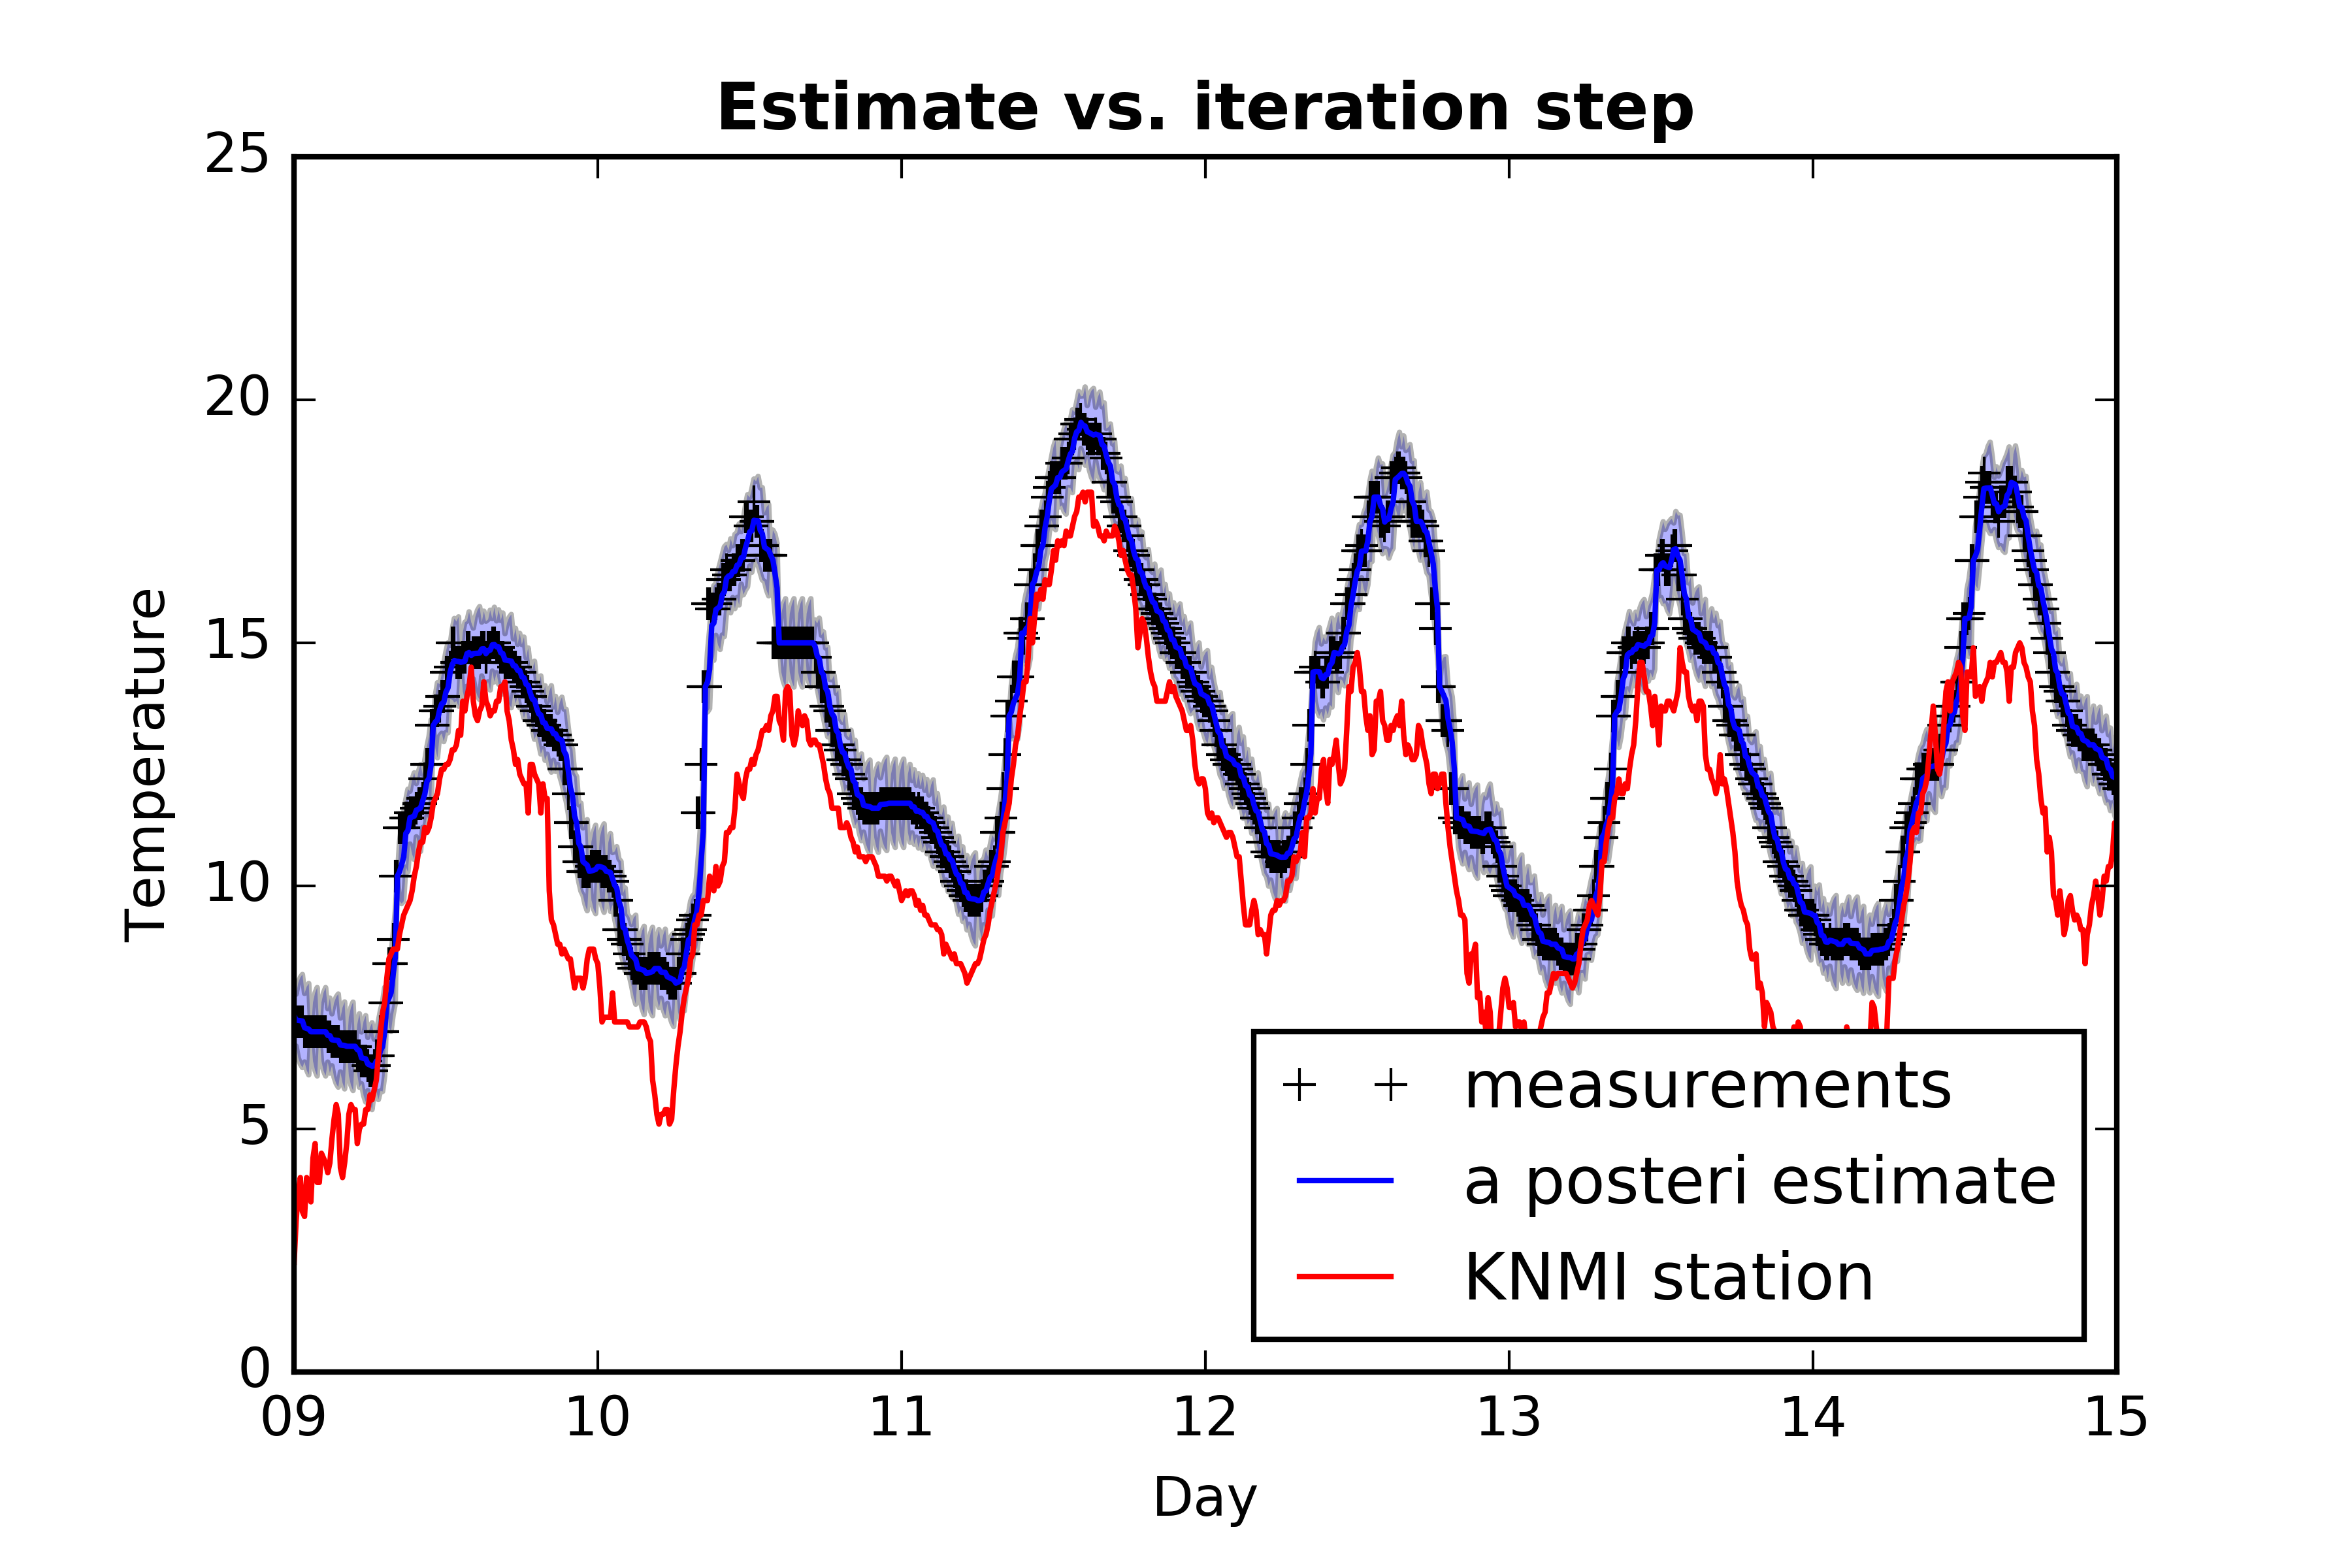 Estimate vs. iteration step
25
20
15
10
5
0
Temperature
09 10 11 12 13 14 15
Day
measurements
a posteri estimate
KNMI station